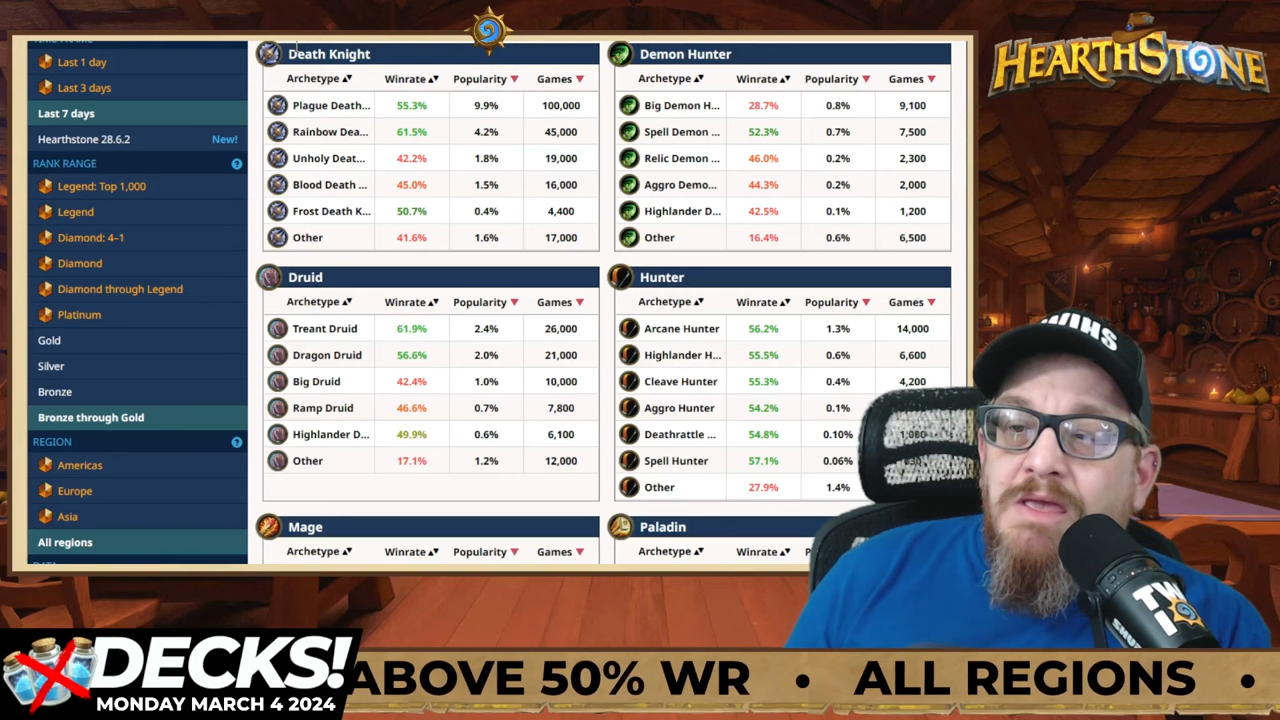 HEARTHSTONE
Last 1 day
Last 3 days
Last 7 days
Hearthstone 28.6.2 New!
RANK RANGE ?
Legend: Top 1,000
Legend
Diamond: 4–1
Diamond
Diamond through Legend
Platinum
Gold
Silver
Bronze
Bronze through Gold
REGION ?
Americas
Europe
Asia
All regions
Death Knight
Archetype Winrate Popularity Games
Plague Death... 55.3% 9.9% 100,000
Rainbow Dea... 61.5% 4.2% 45,000
Unholy Deat... 42.2% 1.8% 19,000
Blood Death ... 45.0% 1.5% 16,000
Frost Death K... 50.7% 0.4% 4,400
Other 41.6% 1.6% 17,000
Demon Hunter
Archetype Winrate Popularity Games
Big Demon H... 28.7% 0.8% 9,100
Spell Demon ... 52.3% 0.7% 7,500
Relic Demon ... 46.0% 0.2% 2,300
Aggro Demo... 44.3% 0.2% 2,000
Highlander D... 42.5% 0.1% 1,200
Other 16.4% 0.6% 6,500
Druid
Archetype Winrate Popularity Games
Treant Druid 61.9% 2.4% 26,000
Dragon Druid 56.6% 2.0% 21,000
Big Druid 42.4% 1.0% 10,000
Ramp Druid 46.6% 0.7% 7,800
Highlander D... 49.9% 0.6% 6,100
Other 17.1% 1.2% 12,000
Hunter
Archetype Winrate Popularity Games
Arcane Hunter 56.2% 1.3% 14,000
Highlander H... 55.5% 0.6% 6,600
Cleave Hunter 55.3% 0.4% 4,200
Aggro Hunter 54.2% 0.1%
Deathrattle ... 54.8% 0.10%
Spell Hunter 57.1% 0.06%
Other 27.9% 1.4%
Mage
Archetype Winrate Popularity Games
Paladin
Archetype Winrate
TW
DECKS!
MONDAY MARCH 4 2024
ABOVE 50% WR • ALL REGIONS •